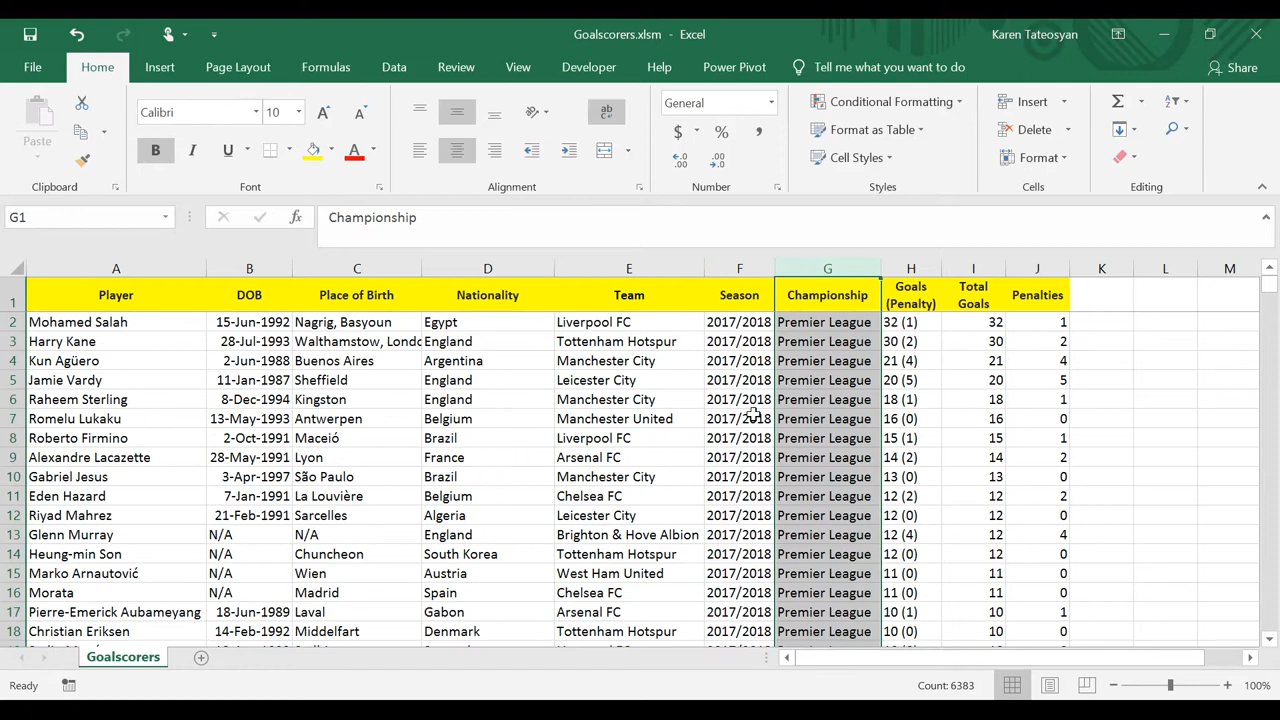 Goalscorers.xlsm - Excel
Karen Tateosyan
File Home Insert Page Layout Formulas Data Review View Developer Help Power Pivot Tell me what you want to do Share
Paste
Calibri 10
General
Conditional Formatting
Format as Table
Cell Styles
Insert
Delete
Format
Clipboard Font Alignment Number Styles Cells Editing
G1 fx Championship
A B C D E F G H I J K L M
1 Player DOB Place of Birth Nationality Team Season Championship Goals (Penalty) Total Goals Penalties
2 Mohamed Salah 15-Jun-1992 Nagrig, Basyoun Egypt Liverpool FC 2017/2018 Premier League 32 (1) 32 1
3 Harry Kane 28-Jul-1993 Walthamstow, Londo England Tottenham Hotspur 2017/2018 Premier League 30 (2) 30 2
4 Kun Agüero 2-Jun-1988 Buenos Aires Argentina Manchester City 2017/2018 Premier League 21 (4) 21 4
5 Jamie Vardy 11-Jan-1987 Sheffield England Leicester City 2017/2018 Premier League 20 (5) 20 5
6 Raheem Sterling 8-Dec-1994 Kingston England Manchester City 2017/2018 Premier League 18 (1) 18 1
7 Romelu Lukaku 13-May-1993 Antwerpen Belgium Manchester United 2017/2018 Premier League 16 (0) 16 0
8 Roberto Firmino 2-Oct-1991 Maceió Brazil Liverpool FC 2017/2018 Premier League 15 (1) 15 1
9 Alexandre Lacazette 28-May-1991 Lyon France Arsenal FC 2017/2018 Premier League 14 (2) 14 2
10 Gabriel Jesus 3-Apr-1997 São Paulo Brazil Manchester City 2017/2018 Premier League 13 (0) 13 0
11 Eden Hazard 7-Jan-1991 La Louvière Belgium Chelsea FC 2017/2018 Premier League 12 (2) 12 2
12 Riyad Mahrez 21-Feb-1991 Sarcelles Algeria Leicester City 2017/2018 Premier League 12 (0) 12 0
13 Glenn Murray N/A N/A England Brighton & Hove Albion 2017/2018 Premier League 12 (4) 12 4
14 Heung-min Son N/A Chuncheon South Korea Tottenham Hotspur 2017/2018 Premier League 12 (0) 12 0
15 Marko Arnautović N/A Wien Austria West Ham United 2017/2018 Premier League 11 (0) 11 0
16 Morata N/A Madrid Spain Chelsea FC 2017/2018 Premier League 11 (0) 11 0
17 Pierre-Emerick Aubameyang 18-Jun-1989 Laval Gabon Arsenal FC 2017/2018 Premier League 10 (1) 10 1
18 Christian Eriksen 14-Feb-1992 Middelfart Denmark Tottenham Hotspur 2017/2018 Premier League 10 (0) 10 0
Goalscorers
Ready Count: 6383 100%